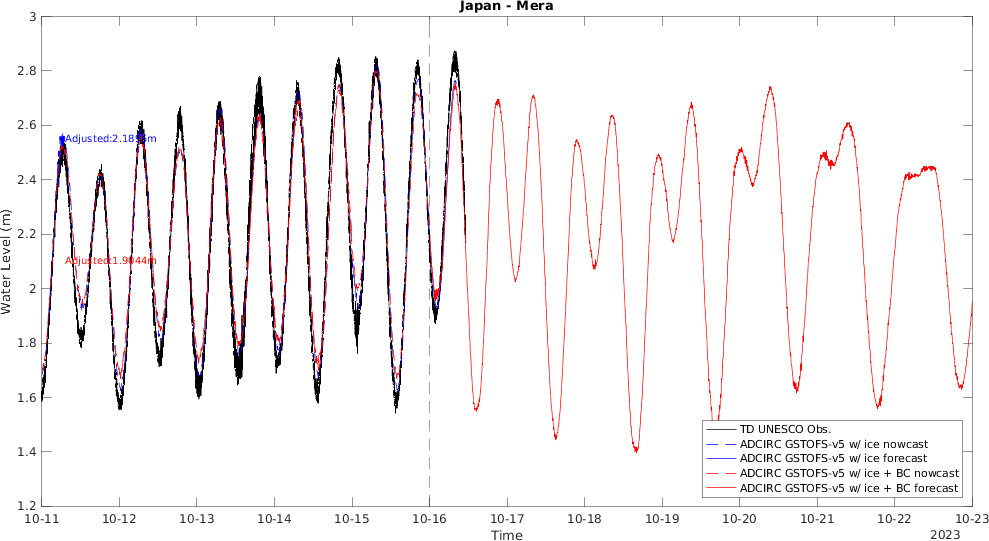 Japan - Mera
3
2.8
2.6
2.4
2.2
2
1.8
1.6
1.4
1.2
Water Level (m)
Adjusted:1.9044m
TD UNESCO Obs.
ADCIRC GSTOFS-v5 w/ ice nowcast
ADCIRC GSTOFS-v5 w/ ice forecast
ADCIRC GSTOFS-v5 w/ ice + BC nowcast
ADCIRC GSTOFS-v5 w/ ice + BC forecast
10-11 10-12 10-13 10-14 10-15 10-16 10-17 10-18 10-19 10-20 10-21 10-22 10-23
Time
2023